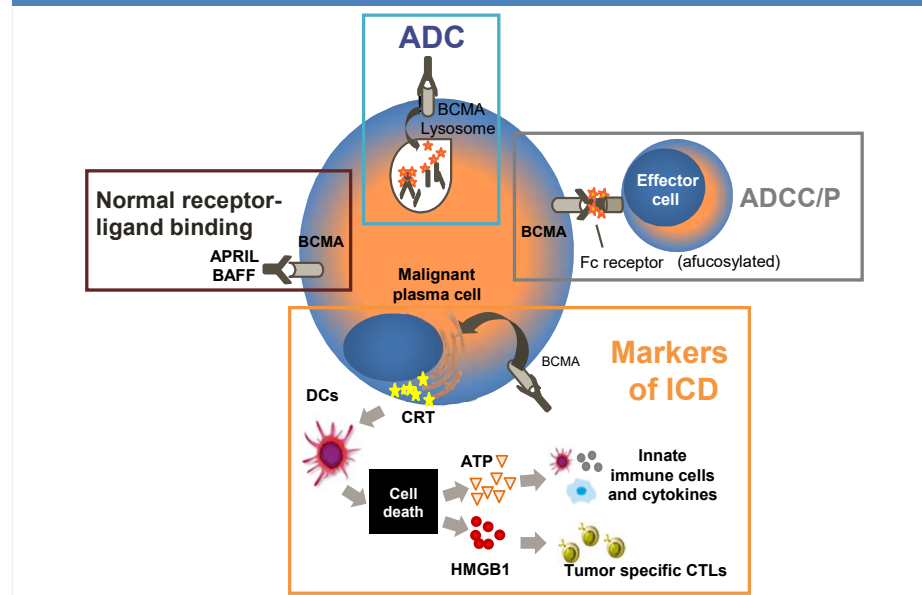 ADC
BCMA
Lysosome
Normal receptor-
ligand binding
BCMA
APRIL
BAFF
Effector
cell
ADCC/P
BCMA
Fc receptor (afucosylated)
Malignant
plasma cell
Markers
of ICD
BCMA
DCs
CRT
ATP
Cell
death
Innate
immune cells
and cytokines
HMGB1
Tumor specific CTLs